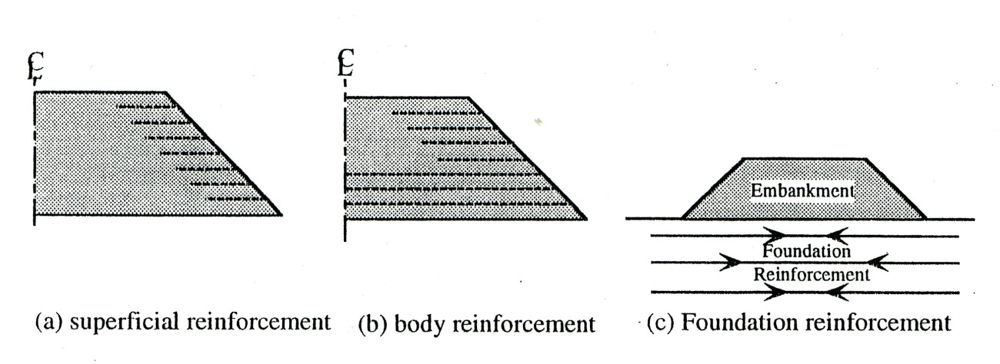 ℄
℄
Embankment
Foundation
Reinforcement
(a) superficial reinforcement
(b) body reinforcement
(c) Foundation reinforcement